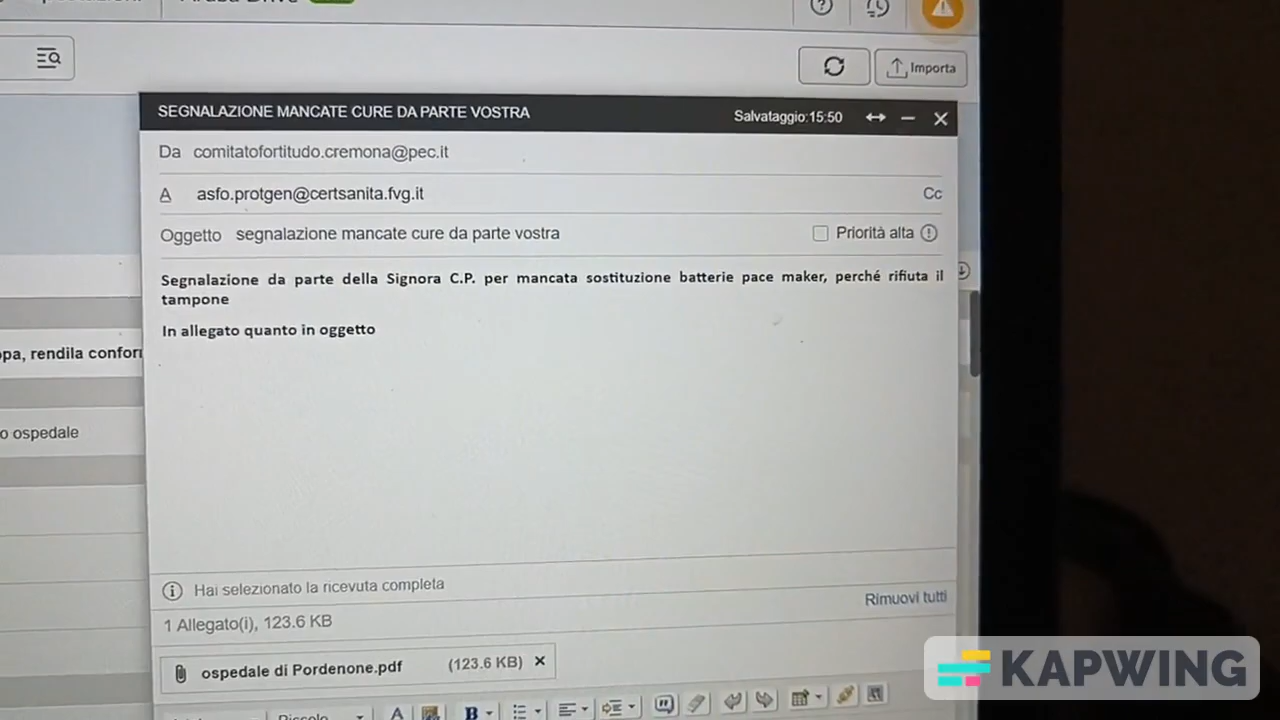 Importa
SEGNALAZIONE MANCATE CURE DA PARTE VOSTRA
Salvataggio:15:50
Da comitatofortitudo.cremona@pec.it
A asfo.protgen@certsanita.fvg.it
Cc
Oggetto segnalazione mancate cure da parte vostra
Priorità alta
Segnalazione da parte della Signora C.P. per mancata sostituzione batterie pace maker, perché rifiuta il
tampone
In allegato quanto in oggetto
ppa, rendila conforr
o ospedale
Hai selezionato la ricevuta completa
Rimuovi tutti
1 Allegato(i), 123.6 KB
ospedale di Pordenone.pdf (123.6 KB)
Piccolo
KAPWING